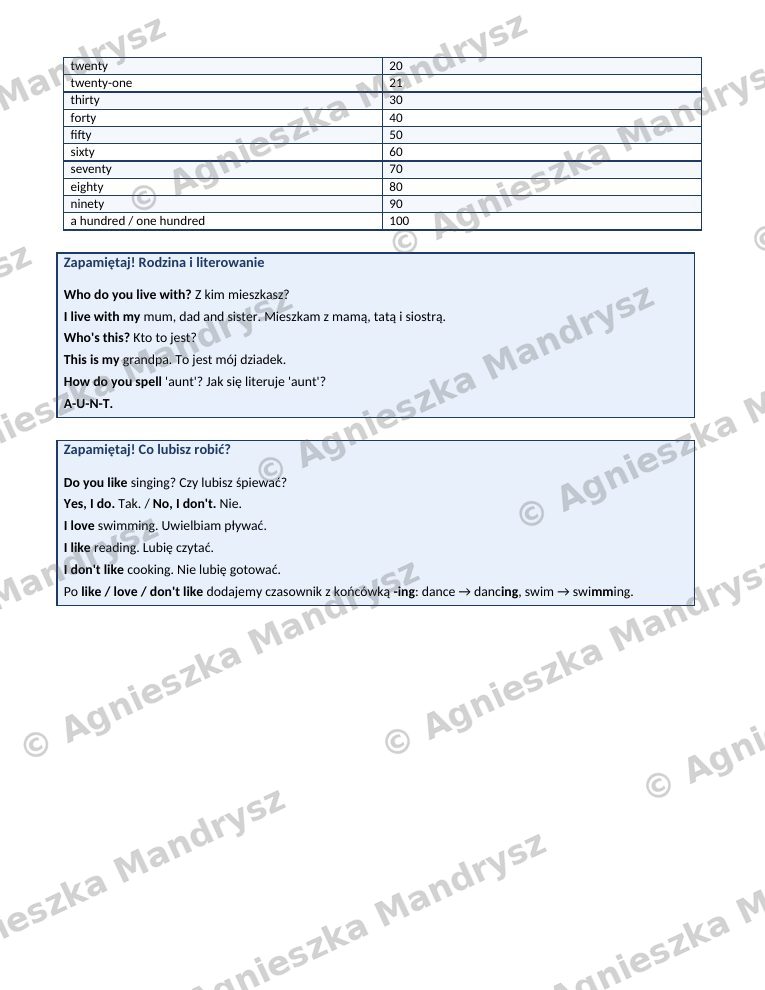 twenty 20
twenty-one 21
thirty 30
forty 40
fifty 50
sixty 60
seventy 70
eighty 80
ninety 90
a hundred / one hundred 100
Zapamiętaj! Rodzina i literowanie
Who do you live with? Z kim mieszkasz?
I live with my mum, dad and sister. Mieszkam z mamą, tatą i siostrą.
Who's this? Kto to jest?
This is my grandpa. To jest mój dziadek.
How do you spell 'aunt'? Jak się literuje 'aunt'?
A-U-N-T.
Zapamiętaj! Co lubisz robić?
Do you like singing? Czy lubisz śpiewać?
Yes, I do. Tak. / No, I don't. Nie.
I love swimming. Uwielbiam pływać.
I like reading. Lubię czytać.
I don't like cooking. Nie lubię gotować.
Po like / love / don't like dodajemy czasownik z końcówką -ing: dance → dancing, swim → swimming.
© Agnieszka Mandrysz